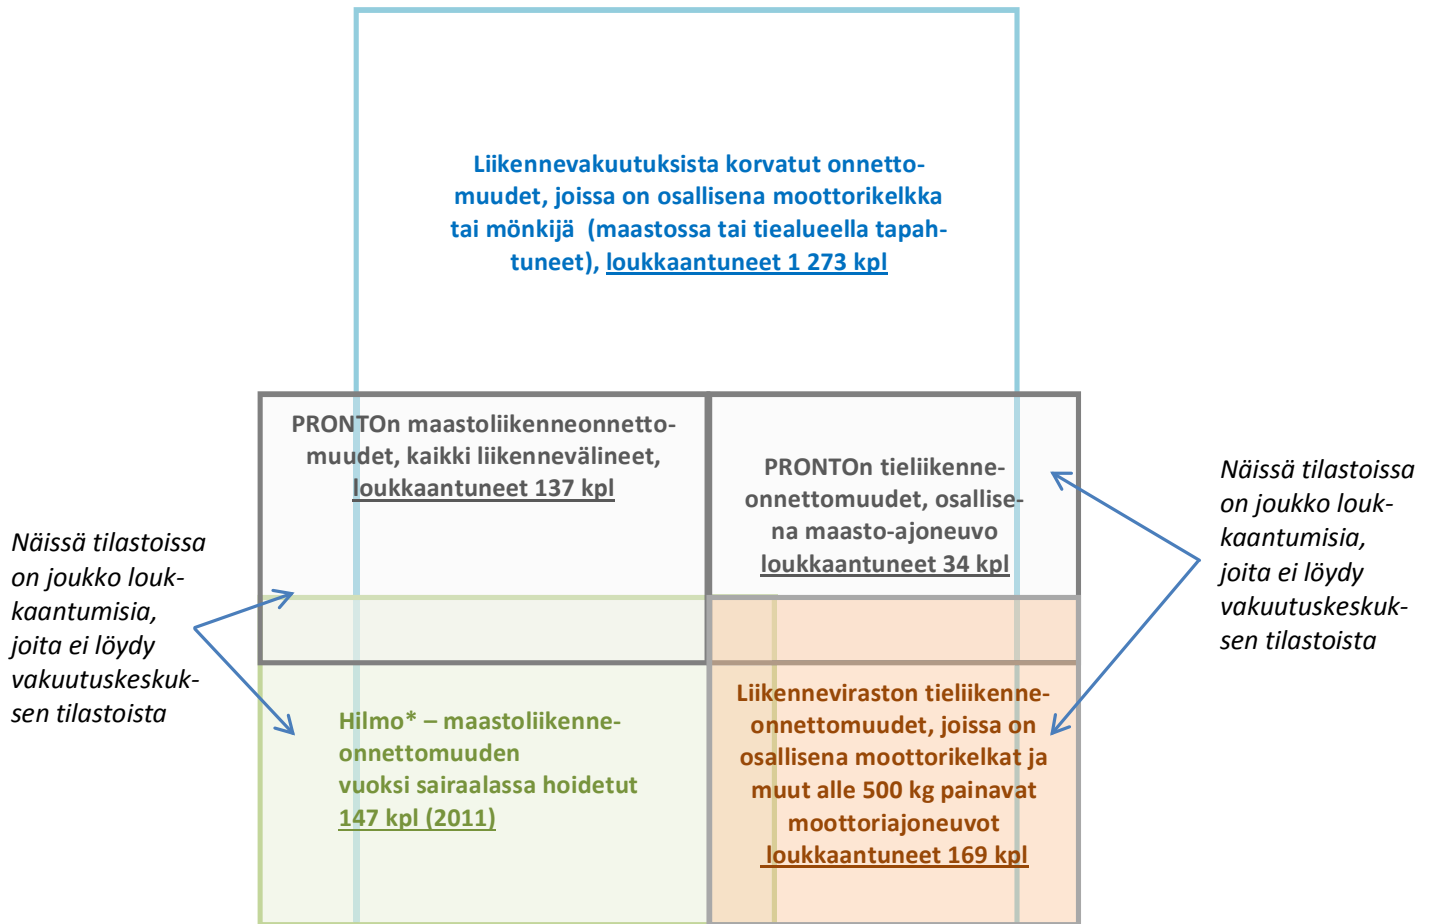 Liikennevakuutuksista korvatut onnetto-
muudet, joissa on osallisena moottorikelkka
tai mönkijä  (maastossa tai tiealueella tapah-
tuneet), loukkaantuneet 1 273 kpl
PRONTOn maastoliikenneonnetto-
muudet, kaikki liikennevälineet,
loukkaantuneet 137 kpl
PRONTOn tieliikenne-
onnettomuudet, osallise-
na maasto-ajoneuvo
loukkaantuneet 34 kpl
Näissä tilastoissa
on joukko louk-
kaantumisia,
joita ei löydy
vakuutuskeskuk-
sen tilastoista
Näissä tilastoissa
on joukko louk-
kaantumisia,
joita ei löydy
vakuutuskeskuk-
sen tilastoista
Hilmo* – maastoliikenne-
onnettomuuden
vuoksi sairaalassa hoidetut
147 kpl (2011)
Liikenneviraston tieliikenne-
onnettomuudet, joissa on
osallisena moottorikelkat ja
muut alle 500 kg painavat
moottoriajoneuvot
loukkaantuneet 169 kpl